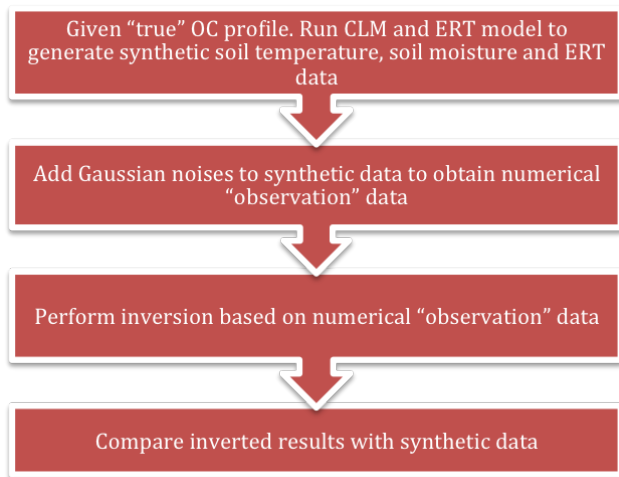 Given “true” OC profile. Run CLM and ERT model to
generate synthetic soil temperature, soil moisture and ERT
data
Add Gaussian noises to synthetic data to obtain numerical
“observation” data
Perform inversion based on numerical “observation” data
Compare inverted results with synthetic data